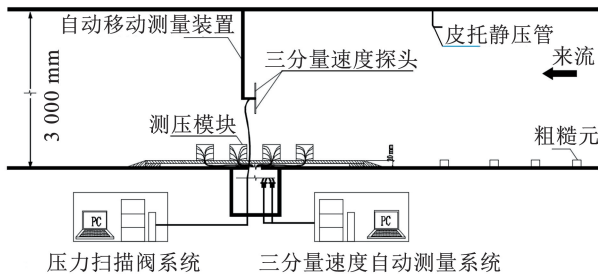 自动移动测量装置
皮托静压管
来流
三分量速度探头
3 000 mm
测压模块
粗糙元
PC
PC
压力扫描阀系统
三分量速度自动测量系统